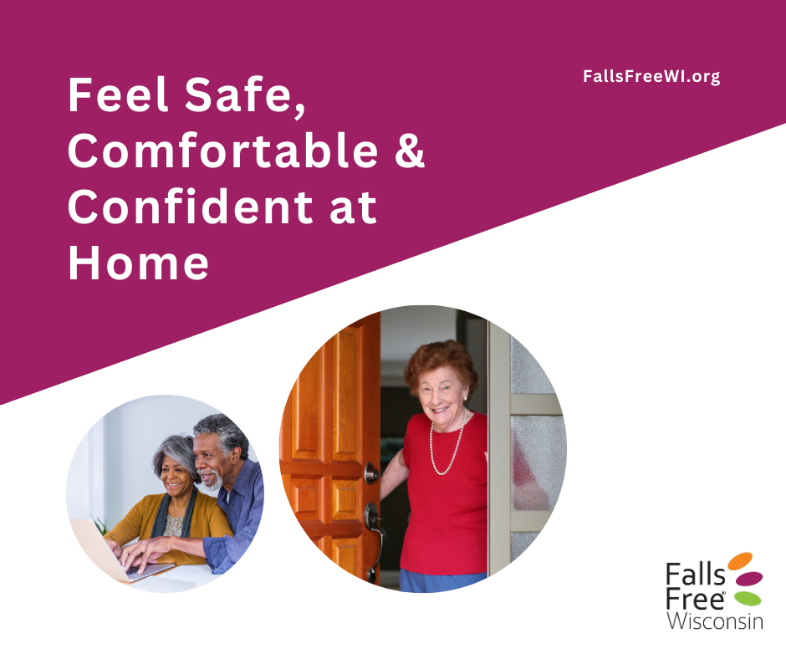 Feel Safe,
Comfortable &
Confident at
Home
FallsFreeWI.org
Falls
Free®
Wisconsin